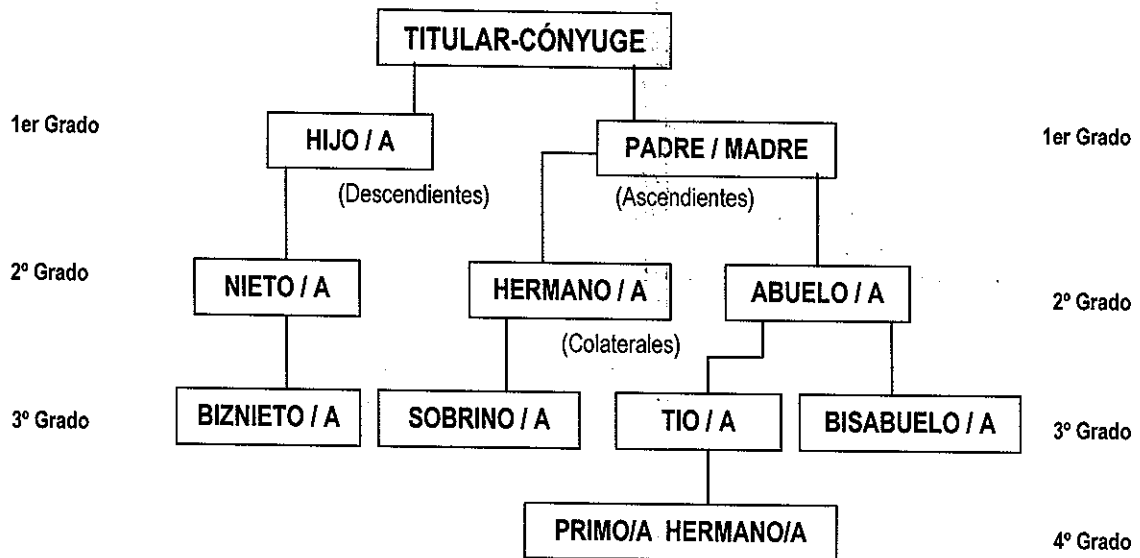 TITULAR-CÓNYUGE
1er Grado
HIJO / A
PADRE / MADRE
1er Grado
(Descendientes)
(Ascendientes)
2º Grado
NIETO / A
HERMANO / A
ABUELO / A
2º Grado
(Colaterales)
3º Grado
BIZNIETO / A
SOBRINO / A
TIO / A
BISABUELO / A
3º Grado
PRIMO/A HERMANO/A
4º Grado